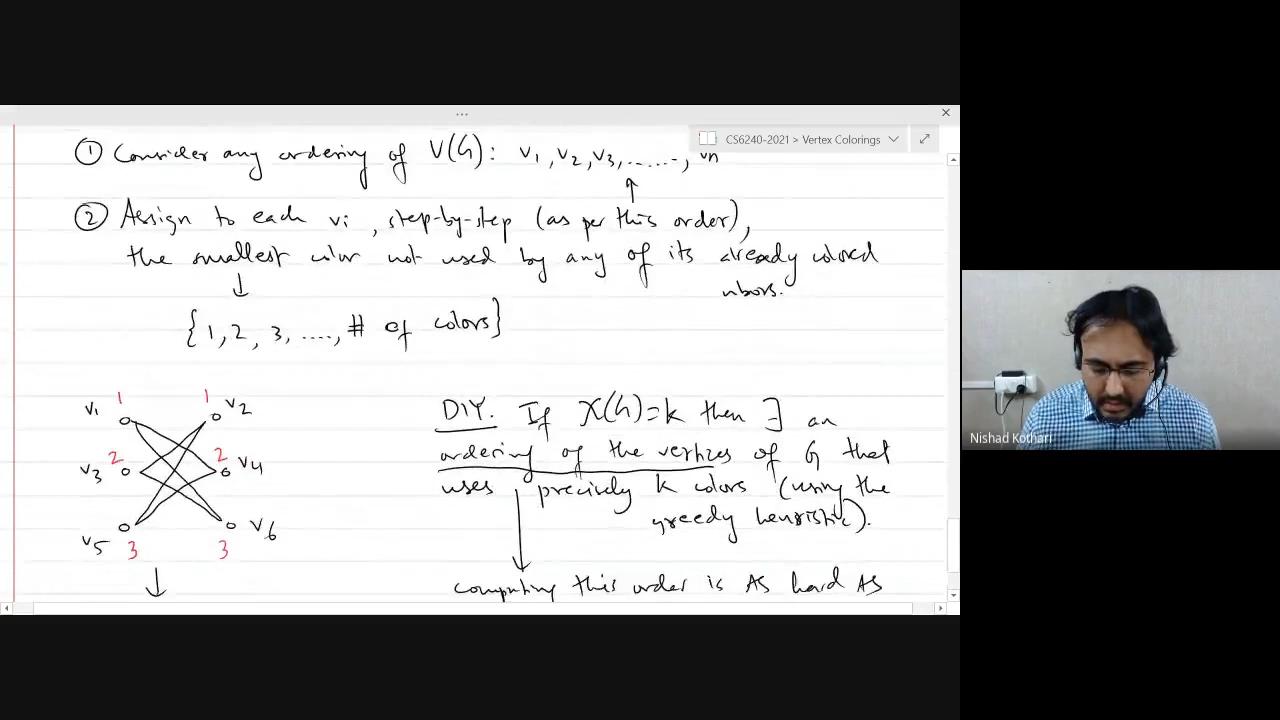 CS6240-2021 > Vertex Colorings
① Consider any ordering of V(G): v1, v2, v3, ......., vn
② Assign to each vi, step-by-step (as per this order),
the smallest color not used by any of its already colored
nbors.
{1, 2, 3, ...., # of colors}
1 1
v1 v2
2 2
v3 v4
v5 v6
3 3
DIY. If χ(G)=k then ∃ an
ordering of the vertices of G that
uses precisely k colors (using the
greedy heuristic).
computing this order is AS hard AS
Nishad Kothari